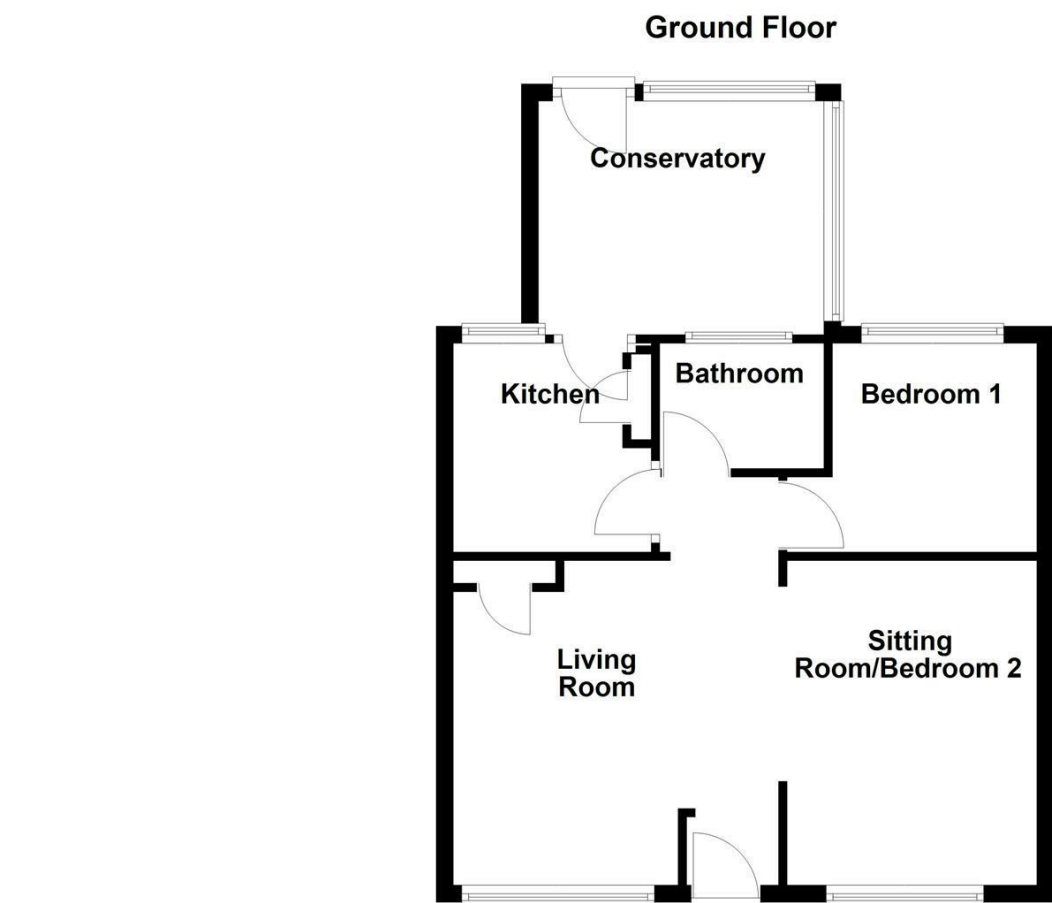 Ground Floor
Conservatory
Kitchen
Bathroom
Bedroom 1
Living
Room
Sitting
Room/Bedroom 2